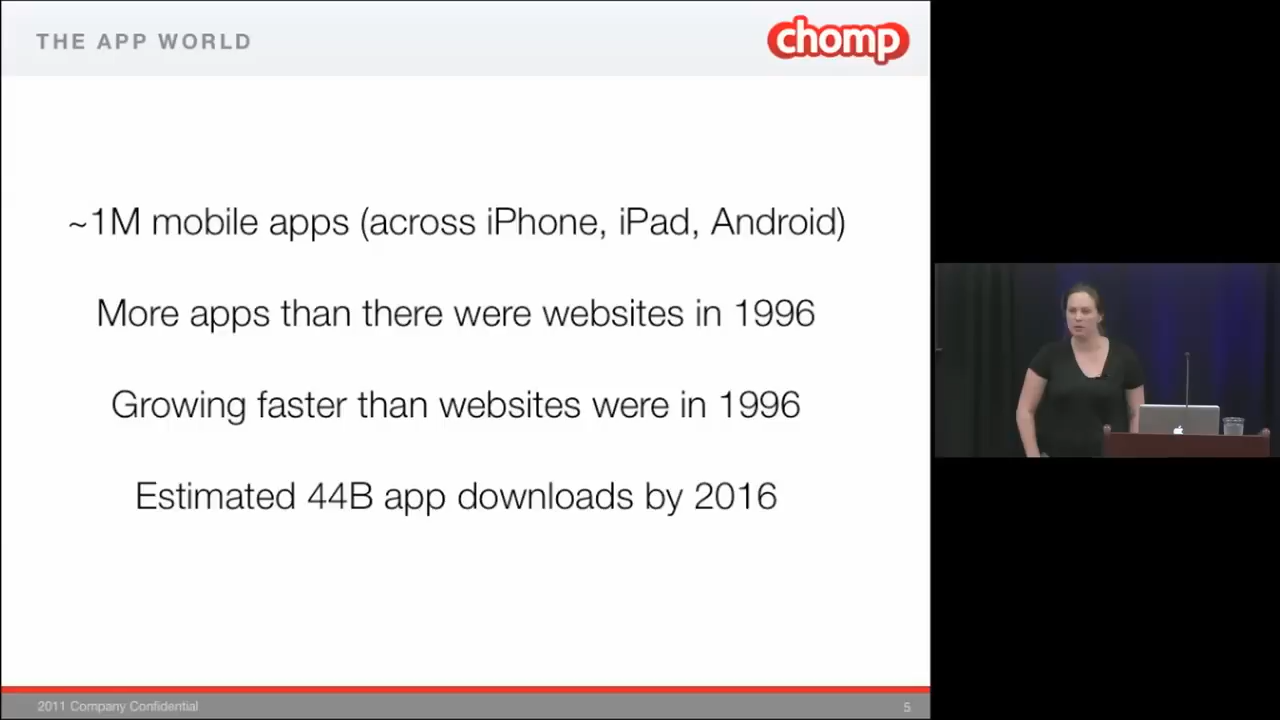 THE APP WORLD
chomp
~1M mobile apps (across iPhone, iPad, Android)
More apps than there were websites in 1996
Growing faster than websites were in 1996
Estimated 44B app downloads by 2016
2011 Company Confidential
5